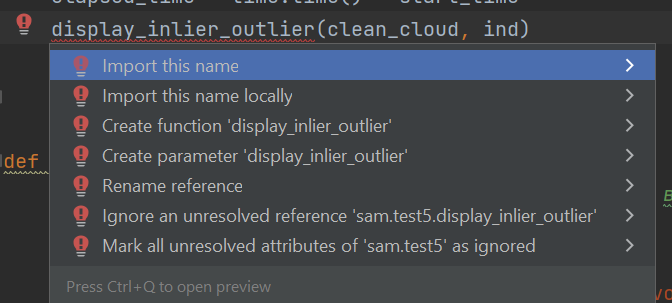 elapsed_time = time.time() - start_time
display_inlier_outlier(clean_cloud, ind)
Import this name
Import this name locally
Create function 'display_inlier_outlier'
def
Create parameter 'display_inlier_outlier'
Rename reference
Ignore an unresolved reference 'sam.test5.display_inlier_outlier'
Mark all unresolved attributes of 'sam.test5' as ignored
Press Ctrl+Q to open preview